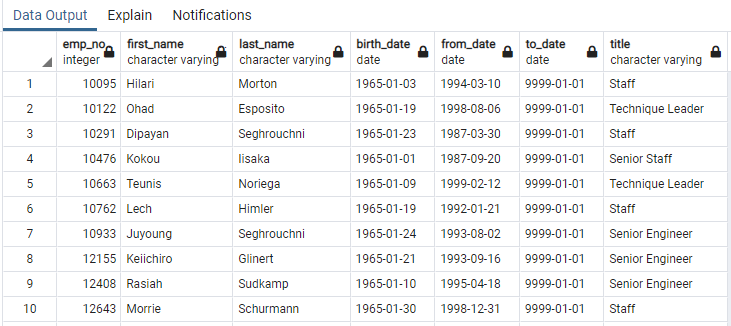 Data Output Explain Notifications
emp_no first_name last_name birth_date from_date to_date title
integer character varying character varying date date date character varying
1 10095 Hilari Morton 1965-01-03 1994-03-10 9999-01-01 Staff
2 10122 Ohad Esposito 1965-01-19 1998-08-06 9999-01-01 Technique Leader
3 10291 Dipayan Seghrouchni 1965-01-23 1987-03-30 9999-01-01 Staff
4 10476 Kokou Iisaka 1965-01-01 1987-09-20 9999-01-01 Senior Staff
5 10663 Teunis Noriega 1965-01-09 1999-02-12 9999-01-01 Technique Leader
6 10762 Lech Himler 1965-01-19 1992-01-21 9999-01-01 Staff
7 10933 Juyoung Seghrouchni 1965-01-24 1993-08-02 9999-01-01 Senior Engineer
8 12155 Keiichiro Glinert 1965-01-21 1993-09-16 9999-01-01 Senior Engineer
9 12408 Rasiah Sudkamp 1965-01-10 1995-04-18 9999-01-01 Senior Engineer
10 12643 Morrie Schurmann 1965-01-30 1998-12-31 9999-01-01 Staff